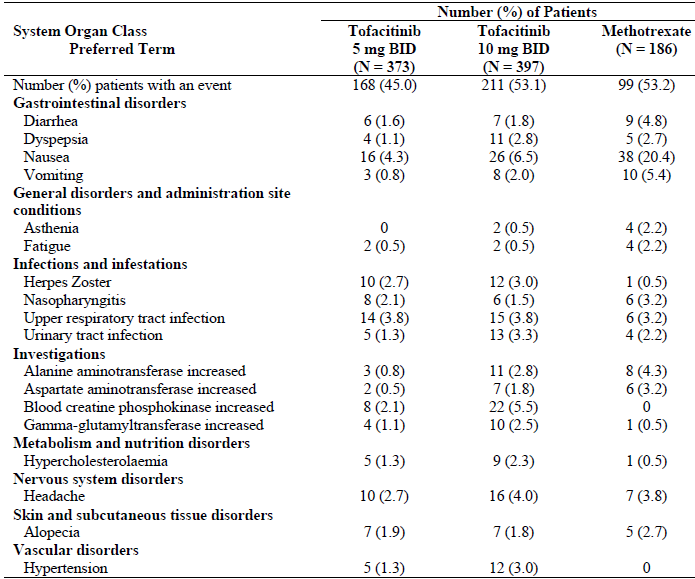 Number (%) of Patients
System Organ Class Tofacitinib Tofacitinib Methotrexate
Preferred Term 5 mg BID 10 mg BID (N = 186)
(N = 373) (N = 397)
Number (%) patients with an event 168 (45.0) 211 (53.1) 99 (53.2)
Gastrointestinal disorders
Diarrhea 6 (1.6) 7 (1.8) 9 (4.8)
Dyspepsia 4 (1.1) 11 (2.8) 5 (2.7)
Nausea 16 (4.3) 26 (6.5) 38 (20.4)
Vomiting 3 (0.8) 8 (2.0) 10 (5.4)
General disorders and administration site
conditions
Asthenia 0 2 (0.5) 4 (2.2)
Fatigue 2 (0.5) 2 (0.5) 4 (2.2)
Infections and infestations
Herpes Zoster 10 (2.7) 12 (3.0) 1 (0.5)
Nasopharyngitis 8 (2.1) 6 (1.5) 6 (3.2)
Upper respiratory tract infection 14 (3.8) 15 (3.8) 6 (3.2)
Urinary tract infection 5 (1.3) 13 (3.3) 4 (2.2)
Investigations
Alanine aminotransferase increased 3 (0.8) 11 (2.8) 8 (4.3)
Aspartate aminotransferase increased 2 (0.5) 7 (1.8) 6 (3.2)
Blood creatine phosphokinase increased 8 (2.1) 22 (5.5) 0
Gamma-glutamyltransferase increased 4 (1.1) 10 (2.5) 1 (0.5)
Metabolism and nutrition disorders
Hypercholesterolaemia 5 (1.3) 9 (2.3) 1 (0.5)
Nervous system disorders
Headache 10 (2.7) 16 (4.0) 7 (3.8)
Skin and subcutaneous tissue disorders
Alopecia 7 (1.9) 7 (1.8) 5 (2.7)
Vascular disorders
Hypertension 5 (1.3) 12 (3.0) 0